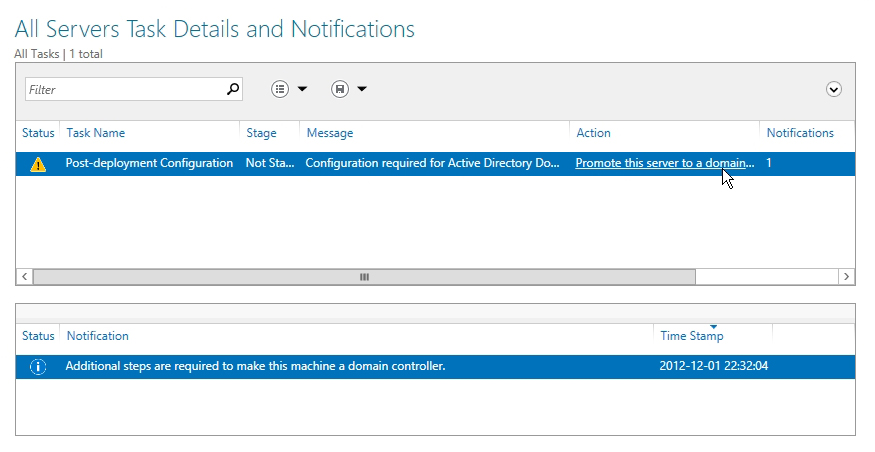 All Servers Task Details and Notifications
All Tasks | 1 total
Filter
Status Task Name Stage Message Action Notifications
Post-deployment Configuration Not Sta... Configuration required for Active Directory Do... Promote this server to a domain... 1
Status Notification Time Stamp
Additional steps are required to make this machine a domain controller. 2012-12-01 22:32:04